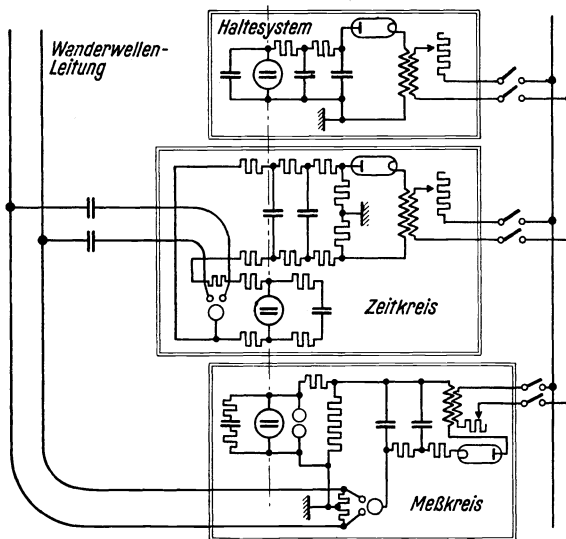 Haltesystem
Wanderwellen-
Leitung
Zeitkreis
Meßkreis